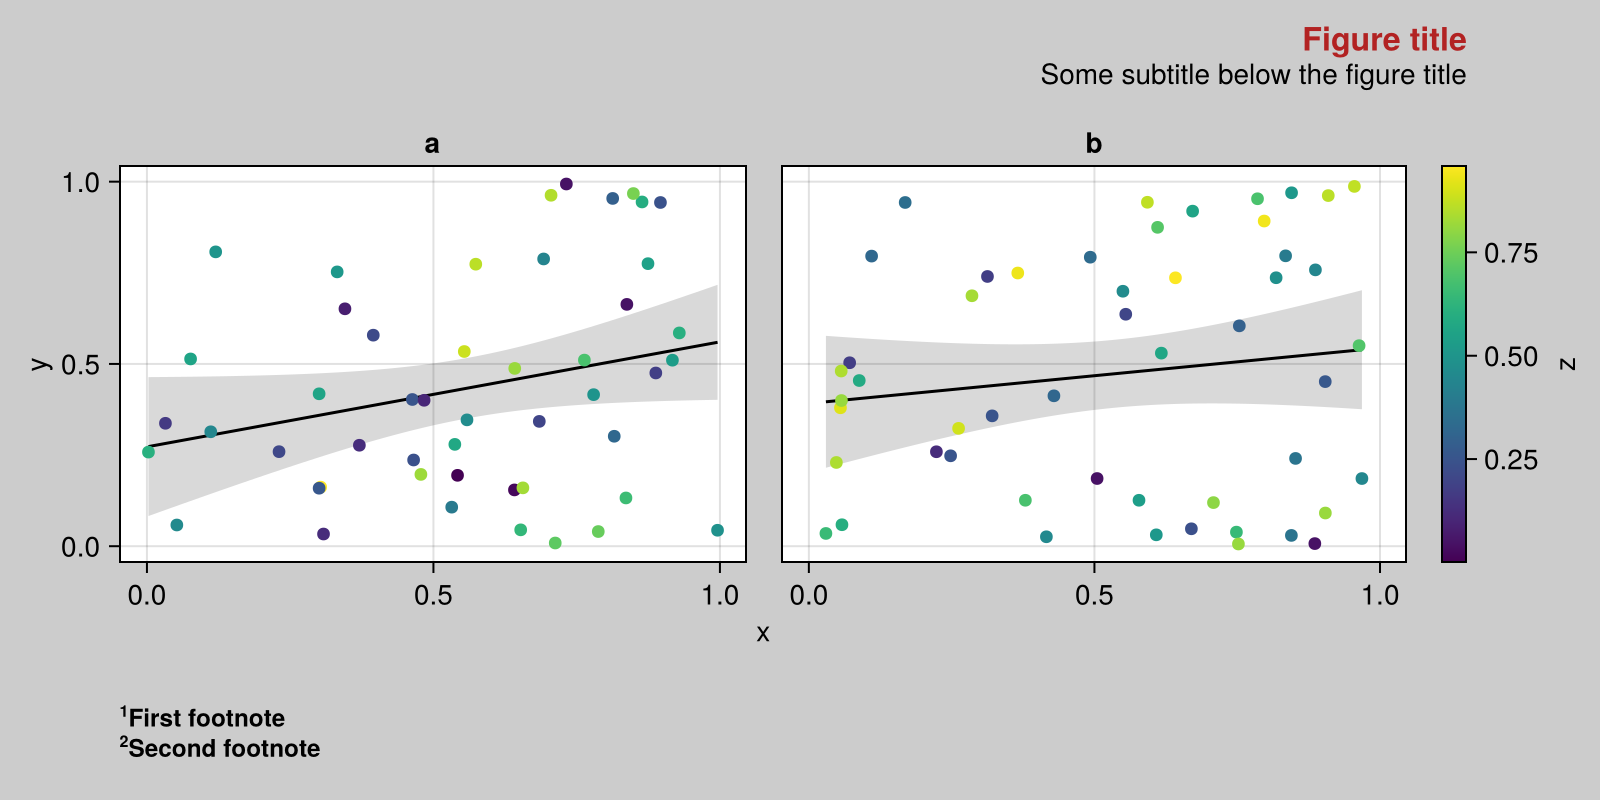 Figure title
Some subtitle below the figure title
a
b
1.0
0.5
0.0
y
0.0 0.5 1.0
0.0 0.5 1.0
x
0.75
0.50
0.25
z
¹First footnote
²Second footnote